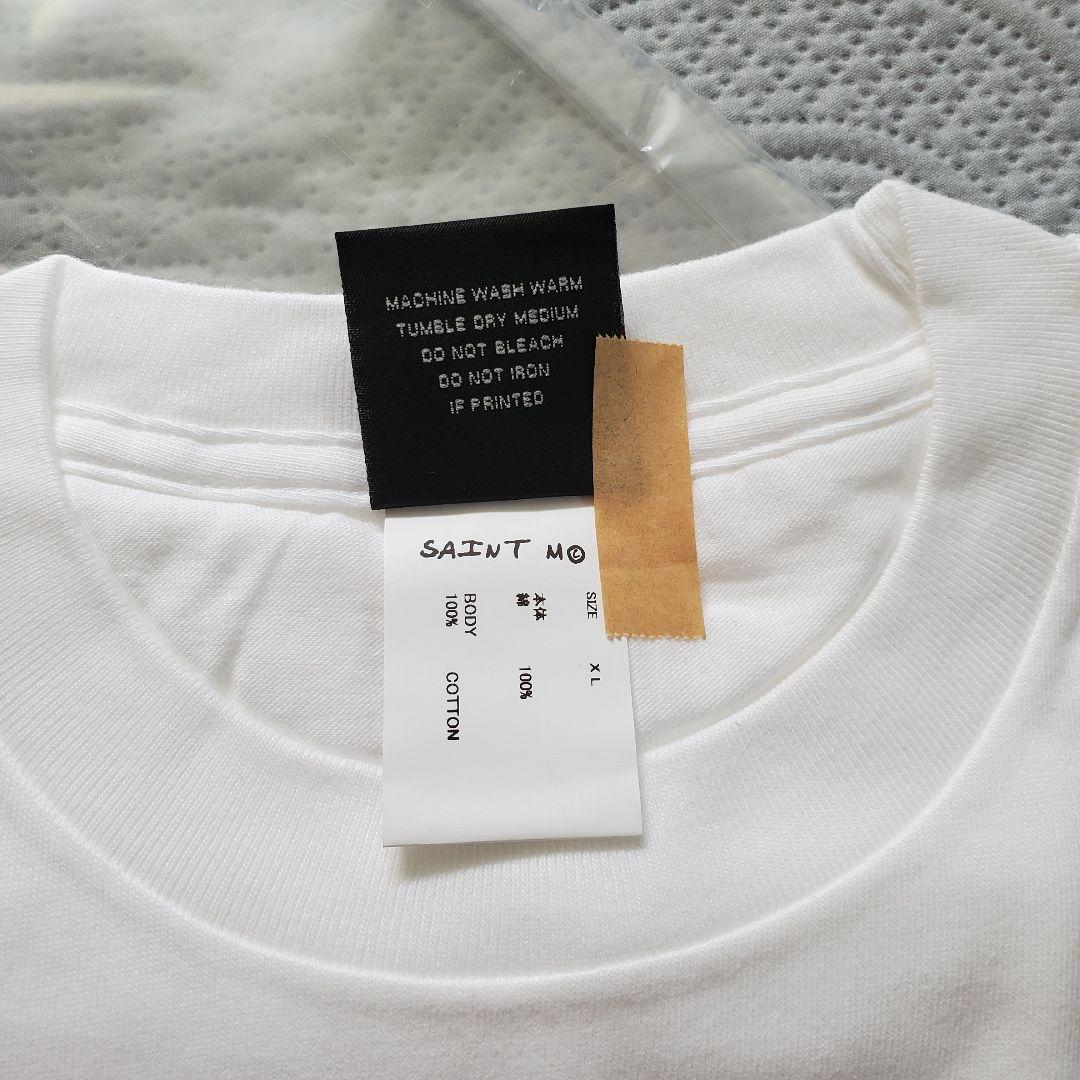 MACHINE WASH WARM
TUMBLE DRY MEDIUM
DO NOT BLEACH
DO NOT IRON
IF PRINTED
SAINT M©
SIZE XL
本体
綿 100%
BODY
100% COTTON